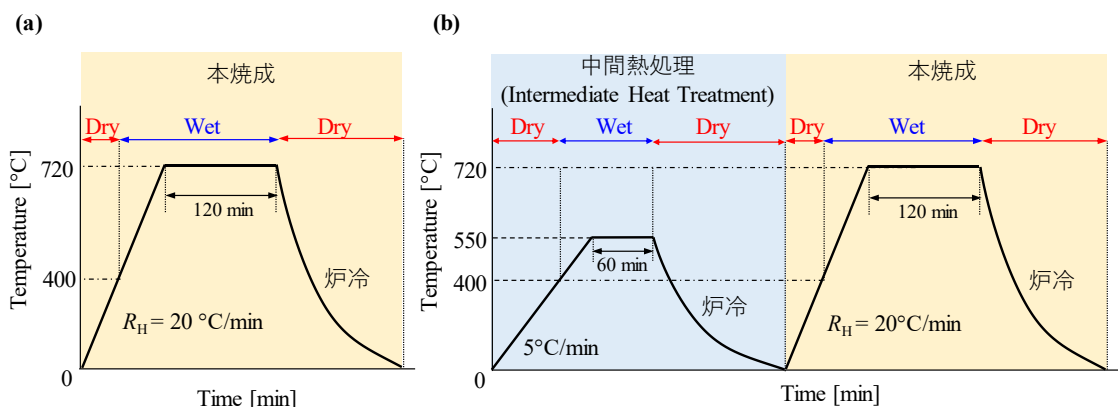 (a)
本焼成
Dry
Wet
Dry
Temperature [°C]
720
400
0
120 min
炉冷
R_H = 20 °C/min
Time [min]
(b)
中間熱処理
(Intermediate Heat Treatment)
本焼成
Dry
Wet
Dry
Dry
Wet
Dry
Temperature [°C]
720
550
400
0
60 min
120 min
炉冷
炉冷
5°C/min
R_H = 20°C/min
Time [min]